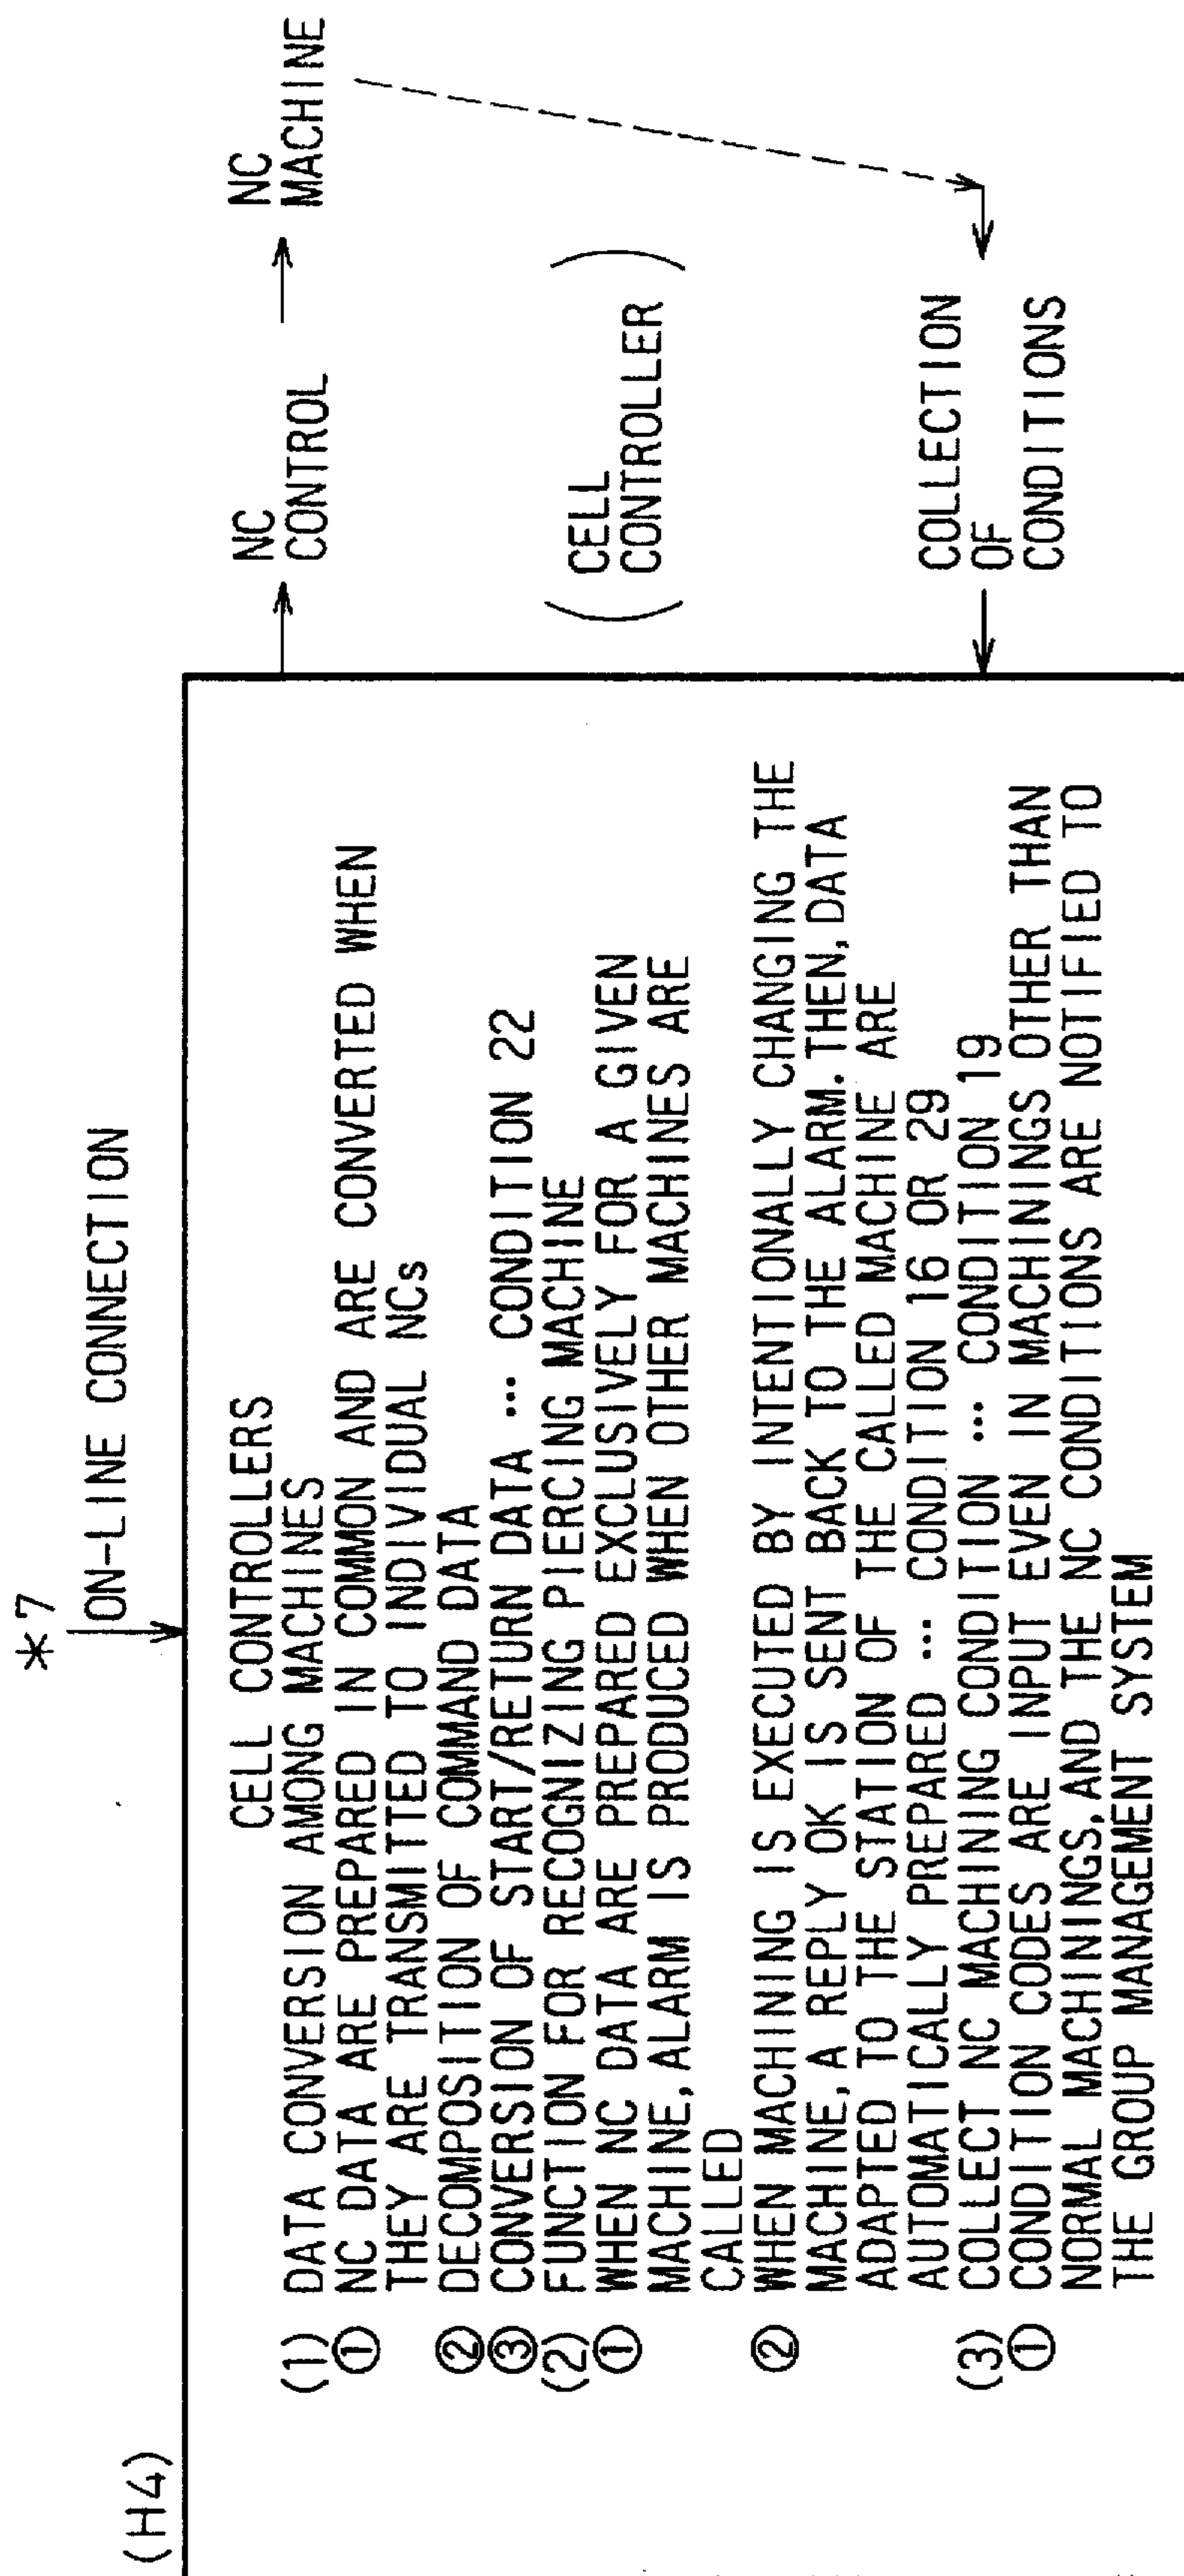 *7
ON-LINE CONNECTION
(H4)
CELL CONTROLLERS
(1) DATA CONVERSION AMONG MACHINES
① NC DATA ARE PREPARED IN COMMON AND ARE CONVERTED WHEN
THEY ARE TRANSMITTED TO INDIVIDUAL NCs
② DECOMPOSITION OF COMMAND DATA
③ CONVERSION OF START/RETURN DATA ... CONDITION 22
(2) FUNCTION FOR RECOGNIZING PIERCING MACHINE
① WHEN NC DATA ARE PREPARED EXCLUSIVELY FOR A GIVEN
MACHINE, ALARM IS PRODUCED WHEN OTHER MACHINES ARE
CALLED
② WHEN MACHINING IS EXECUTED BY INTENTIONALLY CHANGING THE
MACHINE, A REPLY OK IS SENT BACK TO THE ALARM. THEN, DATA
ADAPTED TO THE STATION OF THE CALLED MACHINE ARE
AUTOMATICALLY PREPARED ... CONDITION 16 OR 29
(3) COLLECT NC MACHINING CONDITION ... CONDITION 19
① CONDITION CODES ARE INPUT EVEN IN MACHININGS OTHER THAN
NORMAL MACHININGS, AND THE NC CONDITIONS ARE NOTIFIED TO
THE GROUP MANAGEMENT SYSTEM
NC
CONTROL
NC
MACHINE
(CELL
CONTROLLER)
COLLECTION
OF
CONDITIONS